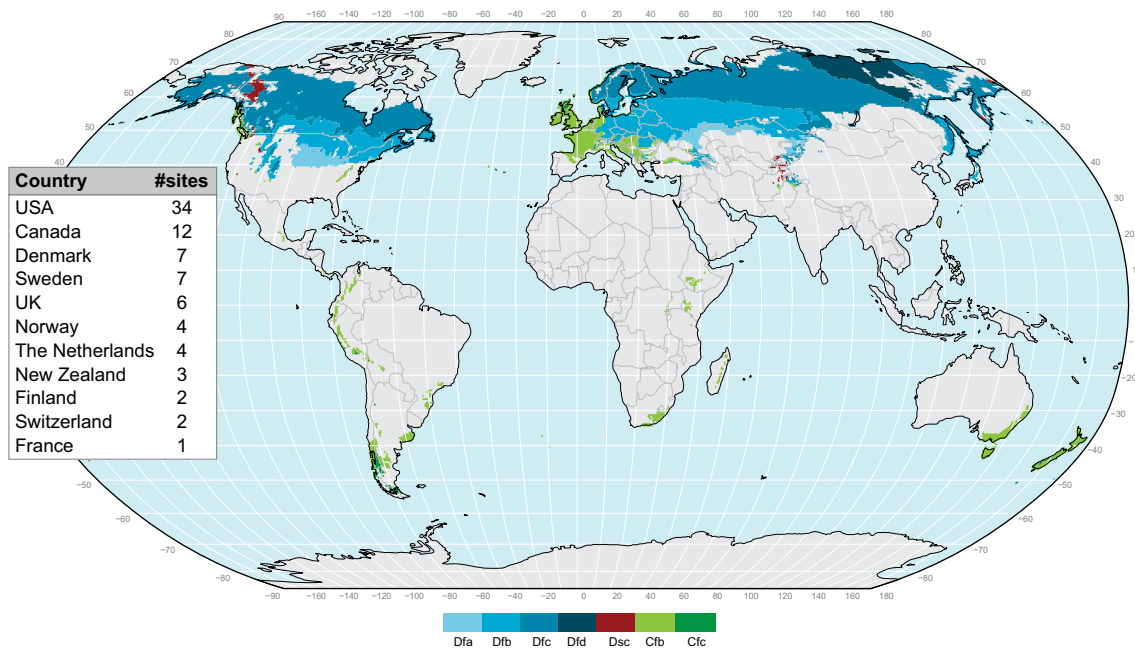 90 −160 −140 −120 −100 −80 −60 −40 −20 0 20 40 60 80 100 120 140 160 180
80 80
70 70
60 60
50 50
40 40
30
20
10
Country #sites
USA 34
Canada 12
Denmark 7
Sweden 7
UK 6
Norway 4
The Netherlands 4
New Zealand 3
Finland 2
Switzerland 2
France 1
−20
−30
−40
−50 −50
−60 −60
−70 −70
−80 −80
−90 −160 −140 −120 −100 −80 −60 −40 −20 0 20 40 60 80 100 120 140 160 180
Dfa Dfb Dfc Dfd Dsc Cfb Cfc